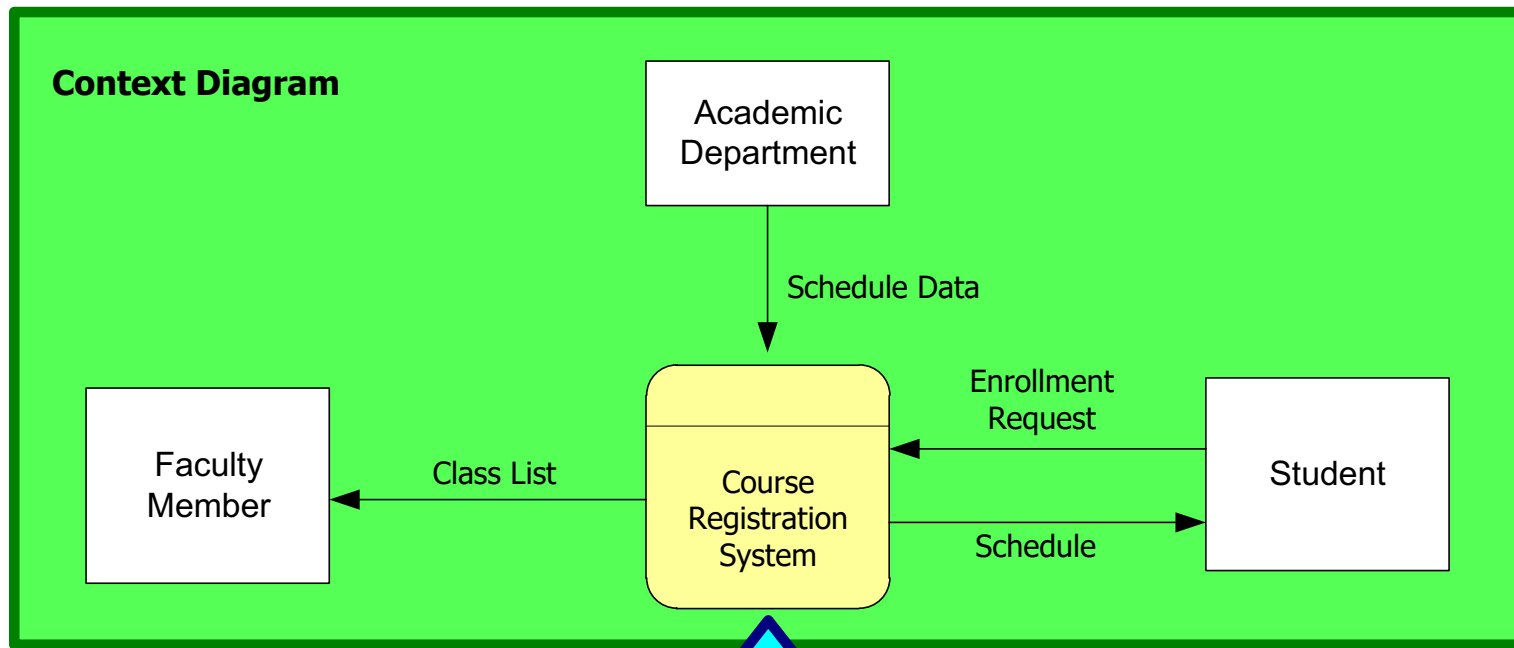 Context Diagram
Academic
Department
Schedule Data
Enrollment
Request
Faculty
Member
Class List
Course
Registration
System
Student
Schedule